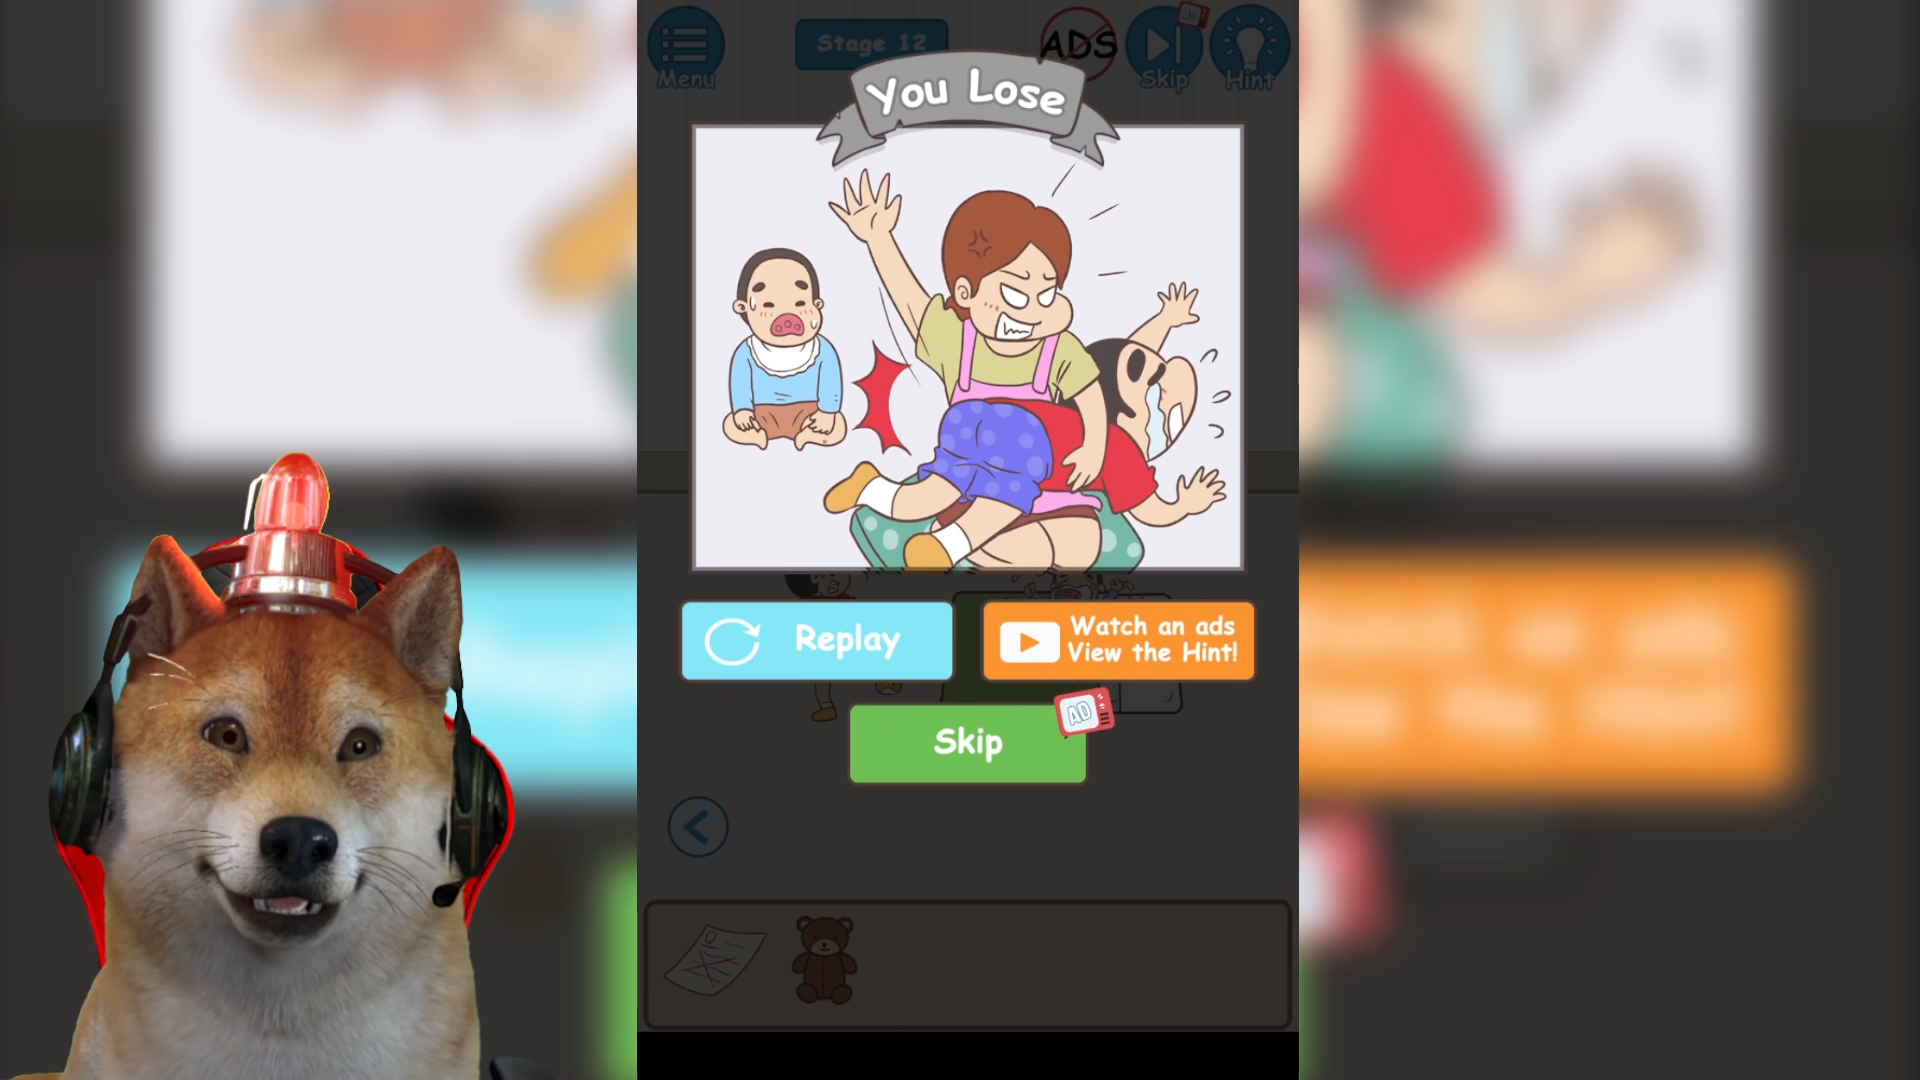 Stage 12
ADS
Menu
Skip
Hint
You Lose
Replay
Watch an ads
View the Hint!
AD
Skip